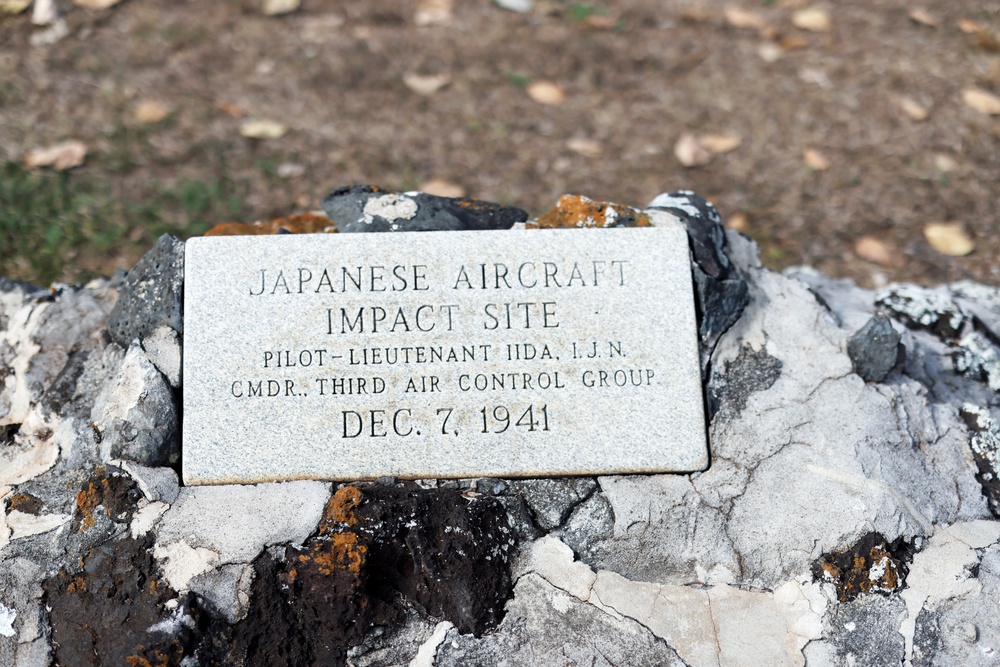 JAPANESE AIRCRAFT
IMPACT SITE
PILOT-LIEUTENANT IIDA, I.J.N.
CMDR., THIRD AIR CONTROL GROUP
DEC. 7, 1941